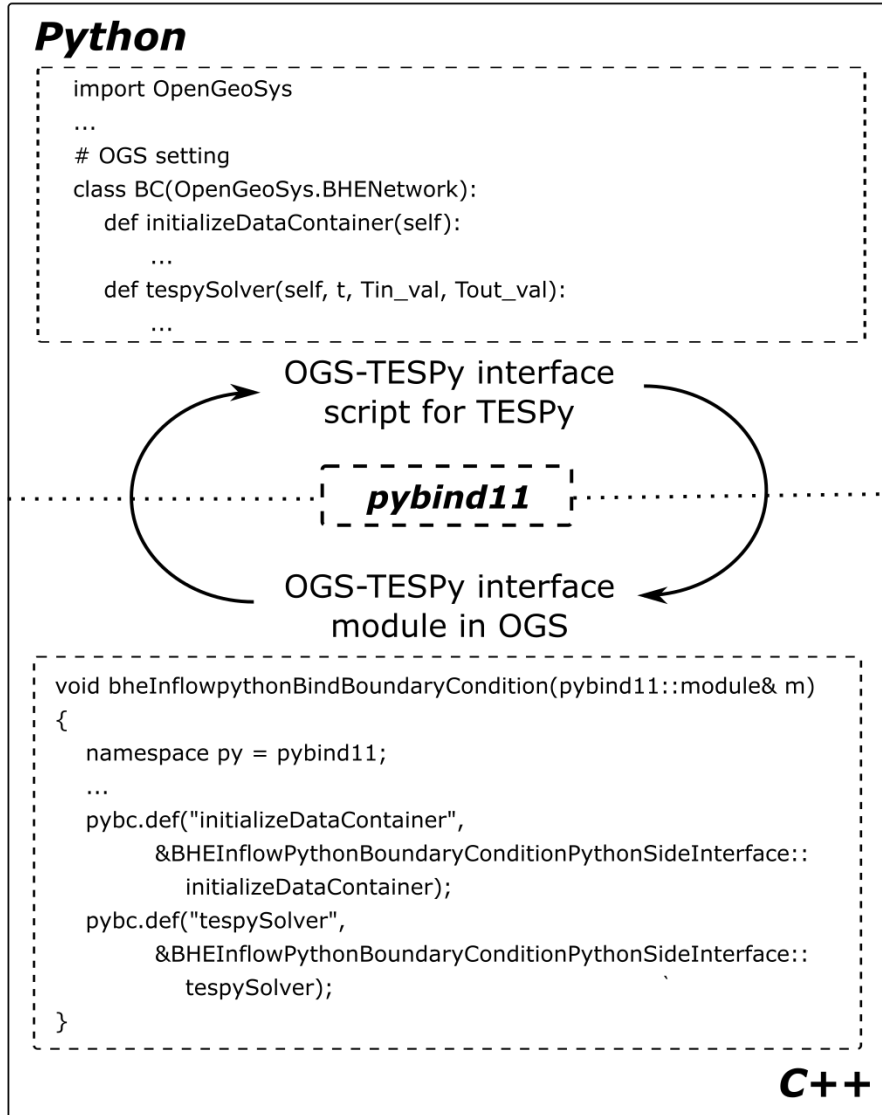 Python
import OpenGeoSys
...
# OGS setting
class BC(OpenGeoSys.BHENetwork):
def initializeDataContainer(self):
...
def tespySolver(self, t, Tin_val, Tout_val):
...
OGS-TESPy interface
script for TESPy
pybind11
OGS-TESPy interface
module in OGS
void bheInflowpythonBindBoundaryCondition(pybind11::module& m)
{
namespace py = pybind11;
...
pybc.def("initializeDataContainer",
&BHEInflowPythonBoundaryConditionPythonSideInterface::
initializeDataContainer);
pybc.def("tespySolver",
&BHEInflowPythonBoundaryConditionPythonSideInterface::
tespySolver); `
}
C++